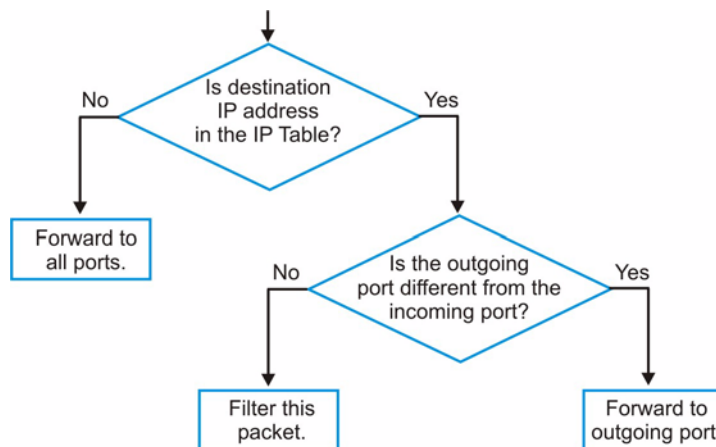 Is destination
IP address
in the IP Table?
No
Yes
Forward to
all ports.
Is the outgoing
port different from the
incoming port?
No
Yes
Filter this
packet.
Forward to
outgoing port